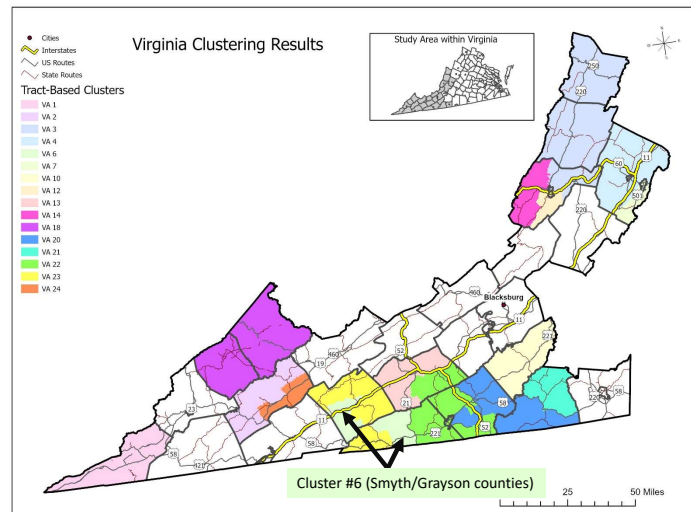 Virginia Clustering Results
Cities
Interstates
US Routes
State Routes
Tract-Based Clusters
VA 1
VA 2
VA 3
VA 4
VA 6
VA 7
VA 10
VA 12
VA 13
VA 14
VA 18
VA 20
VA 21
VA 22
VA 23
VA 24
Study Area within Virginia
N
250
220
60
11
501
220
460
Blacksburg
11
52
19
460
221
23
21
58
220
58
11
58
421
58
221
52
Cluster #6 (Smyth/Grayson counties)
25
50 Miles